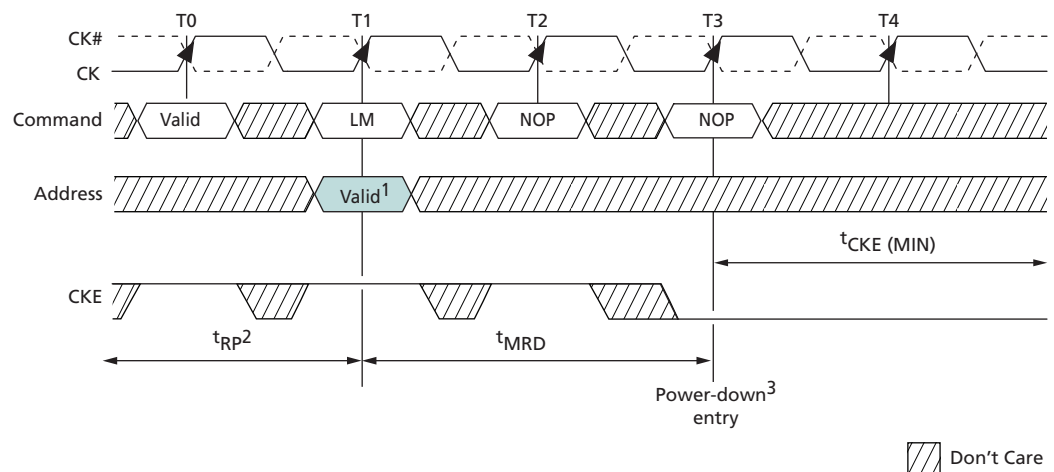 T0 T1 T2 T3 T4
CK#
CK
Command Valid LM NOP NOP
Address Valid1
tCKE (MIN)
CKE
tRP2 tMRD
Power-down3
entry
Don't Care